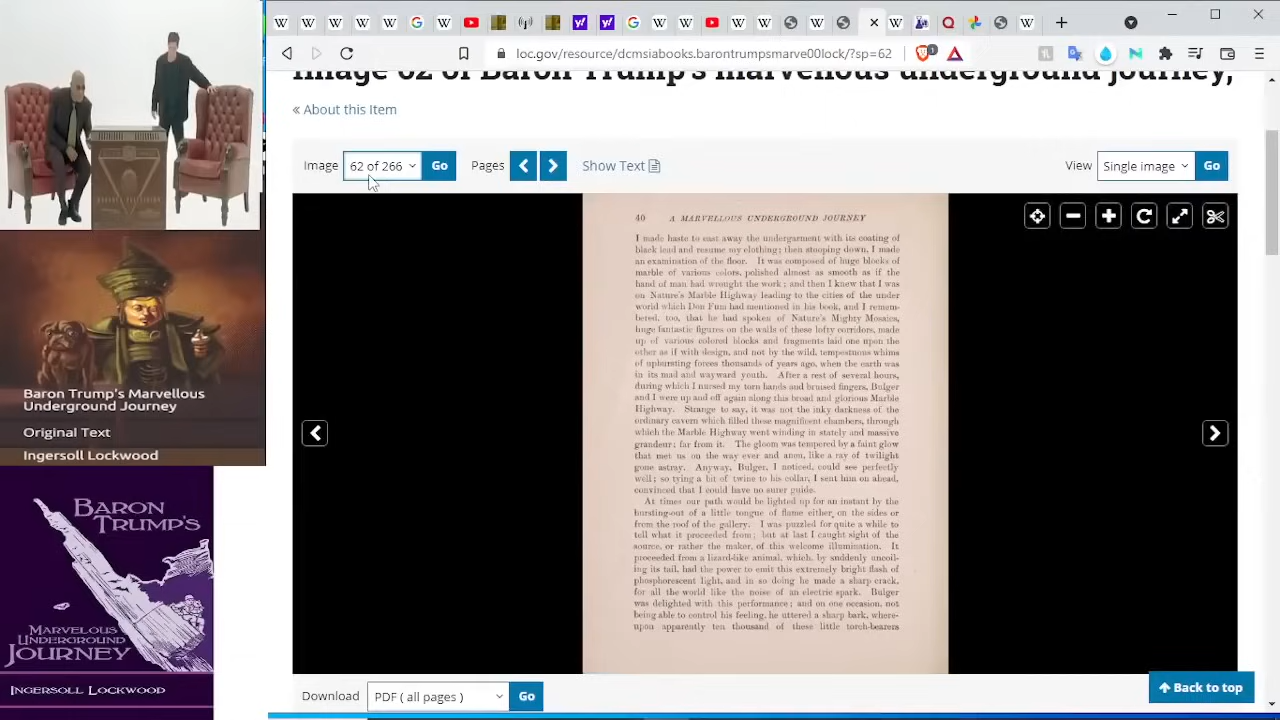 loc.gov/resource/dcmsiabooks.barontrumpsmarve00lock/?sp=62
1
Image 62 of Baron Trump's marvellous underground journey,
« About this Item
Image
62 of 266
Go
Pages
Show Text
View
Single image
Go
40 A MARVELLOUS UNDERGROUND JOURNEY
I made haste to cast away the undergarment with its coating of
black lead and resume my clothing; then stooping down, I made
an examination of the floor. It was composed of huge blocks of
marble of various colors, polished almost as smooth as if the
hand of man had wrought the work; and then I knew that I was
on Nature's Marble Highway leading to the cities of the under
world which Don Fum had mentioned in his book, and I remem-
bered, too, that he had spoken of Nature's Mighty Mosaics,
huge fantastic figures on the walls of these lofty corridors, made
up of various colored blocks and fragments laid one upon the
other as if with design, and not by the wild, tempestuous whims
of upbursting forces thousands of years ago, when the earth was
in its mad and wayward youth. After a rest of several hours,
during which I nursed my torn hands and bruised fingers, Bulger
and I were up and off again along this broad and glorious Marble
Highway. Strange to say, it was not the inky darkness of the
ordinary cavern which filled these magnificent chambers, through
which the Marble Highway went winding in stately and massive
grandeur; far from it. The gloom was tempered by a faint glow
that met us on the way ever and anon, like a ray of twilight
gone astray. Anyway, Bulger, I noticed, could see perfectly
well; so tying a bit of twine to his collar, I sent him on ahead,
convinced that I could have no surer guide.
At times our path would be lighted up for an instant by the
bursting-out of a little tongue of flame either on the sides or
from the roof of the gallery. I was puzzled for quite a while to
tell what it proceeded from; but at last I caught sight of the
source, or rather the maker, of this welcome illumination. It
proceeded from a lizard-like animal, which, by suddenly uncoil-
ing its tail, had the power to emit this extremely bright flash of
phosphorescent light, and in so doing he made a sharp crack,
for all the world like the noise of an electric spark. Bulger
was delighted with this performance; and on one occasion, not
being able to control his feeling, he uttered a sharp bark, where-
upon apparently ten thousand of these little torch-bearers
Download
PDF ( all pages )
Go
Back to top
Baron Trump's Marvellous
Underground Journey
Original Text
Ingersoll Lockwood
BARON
TRUMP'S
MARVELOUS
UNDERGROUND
JOURNEY
INGERSOLL LOCKWOOD